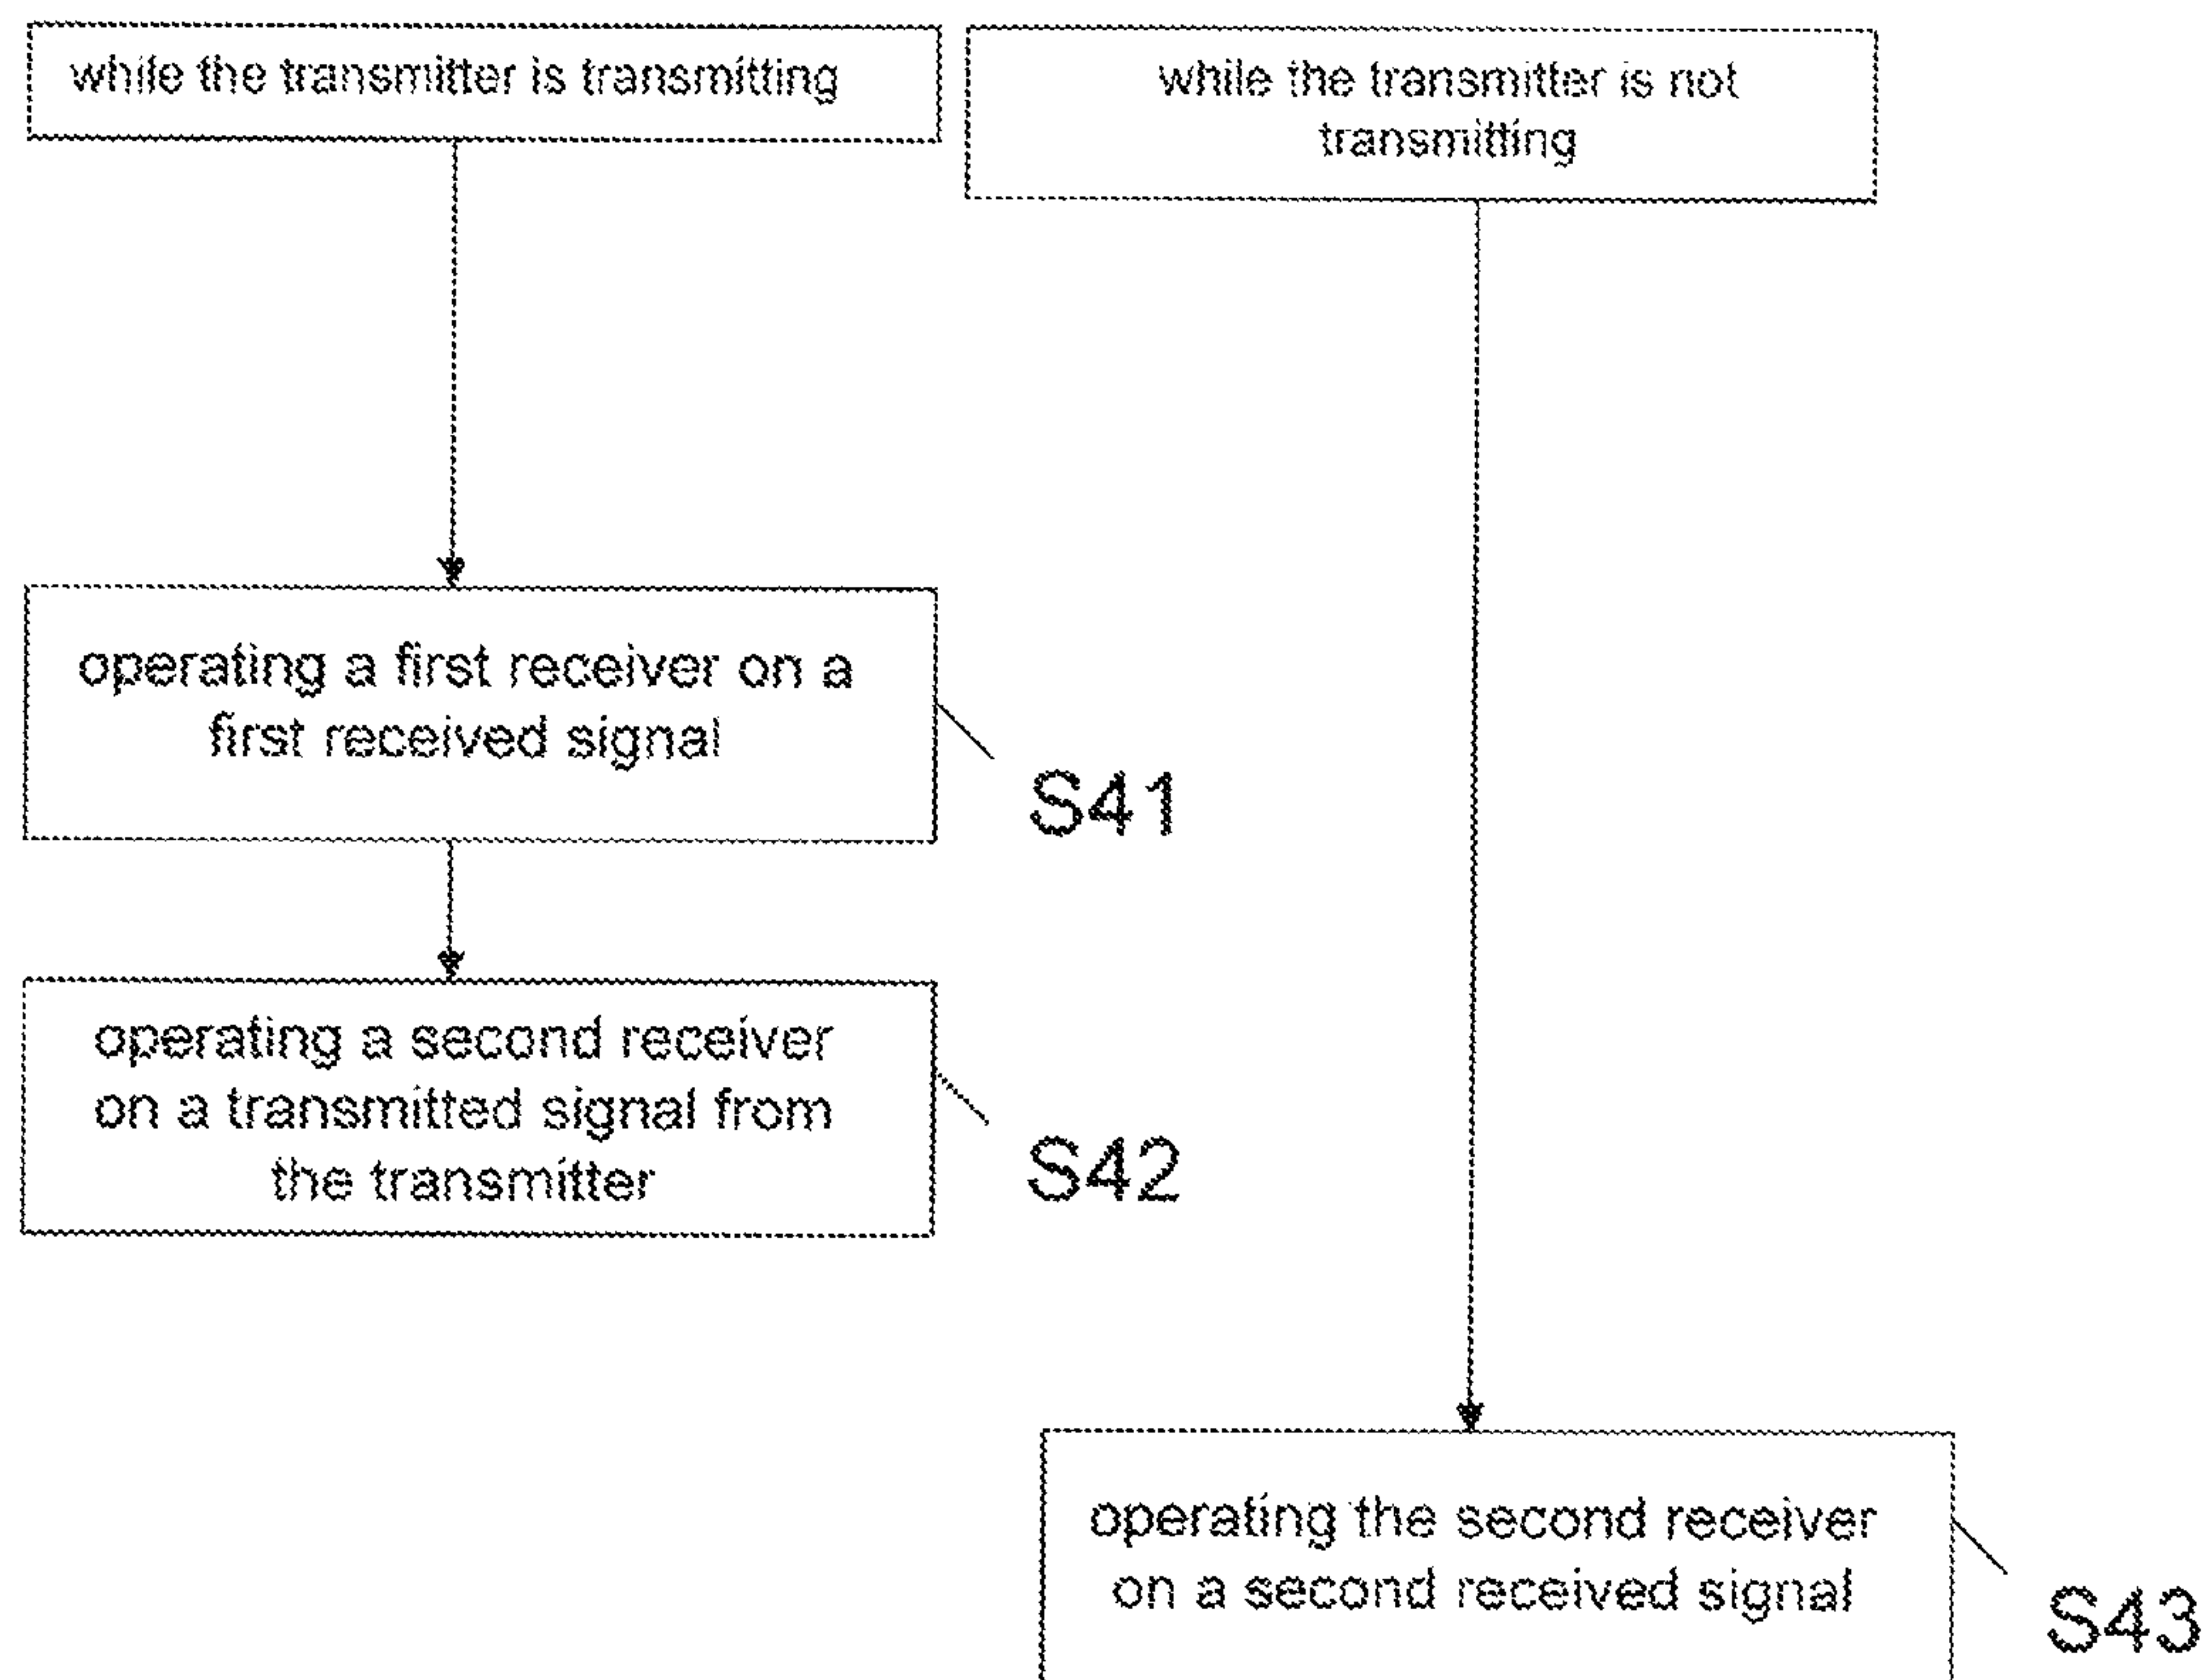 while the transmitter is transmitting
while the transmitter is not
transmitting
operating a first receiver on a
first received signal
S41
operating a second receiver
on a transmitted signal from
the transmitter
S42
operating the second receiver
on a second received signal
S43